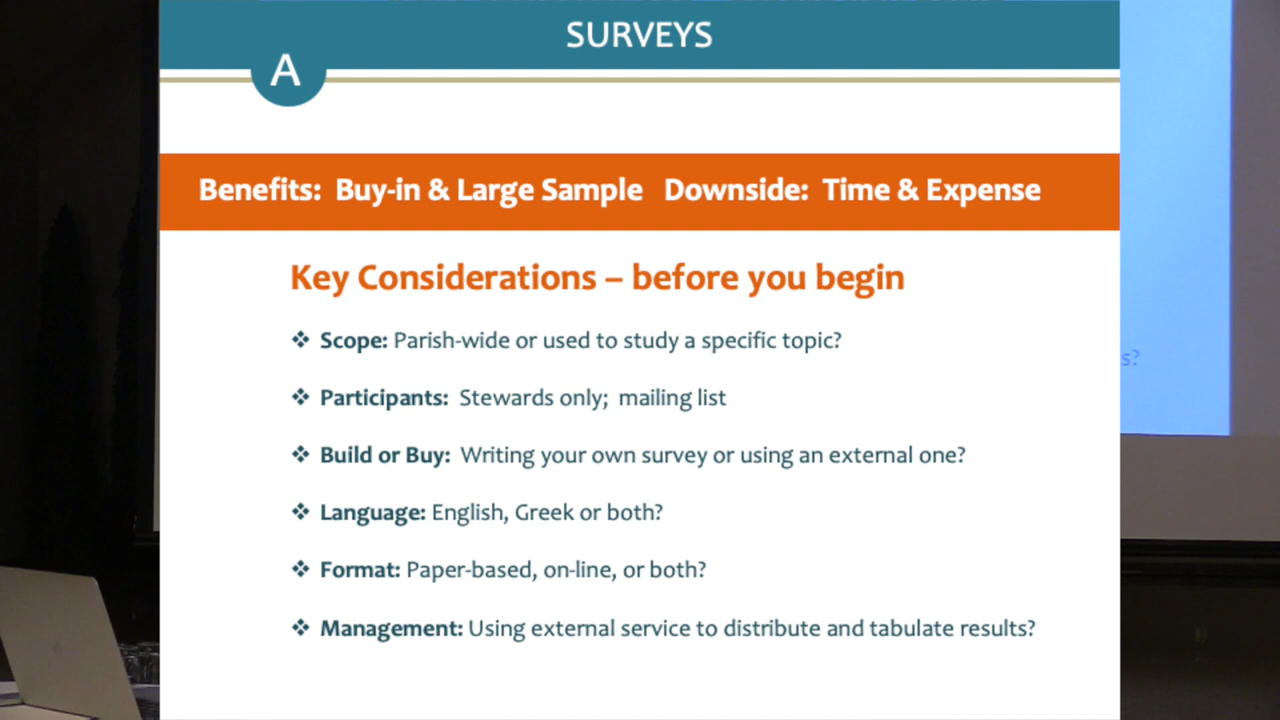 SURVEYS
A
Benefits: Buy-in & Large Sample Downside: Time & Expense
Key Considerations – before you begin
❖ Scope: Parish-wide or used to study a specific topic?
❖ Participants: Stewards only; mailing list
❖ Build or Buy: Writing your own survey or using an external one?
❖ Language: English, Greek or both?
❖ Format: Paper-based, on-line, or both?
❖ Management: Using external service to distribute and tabulate results?
s?